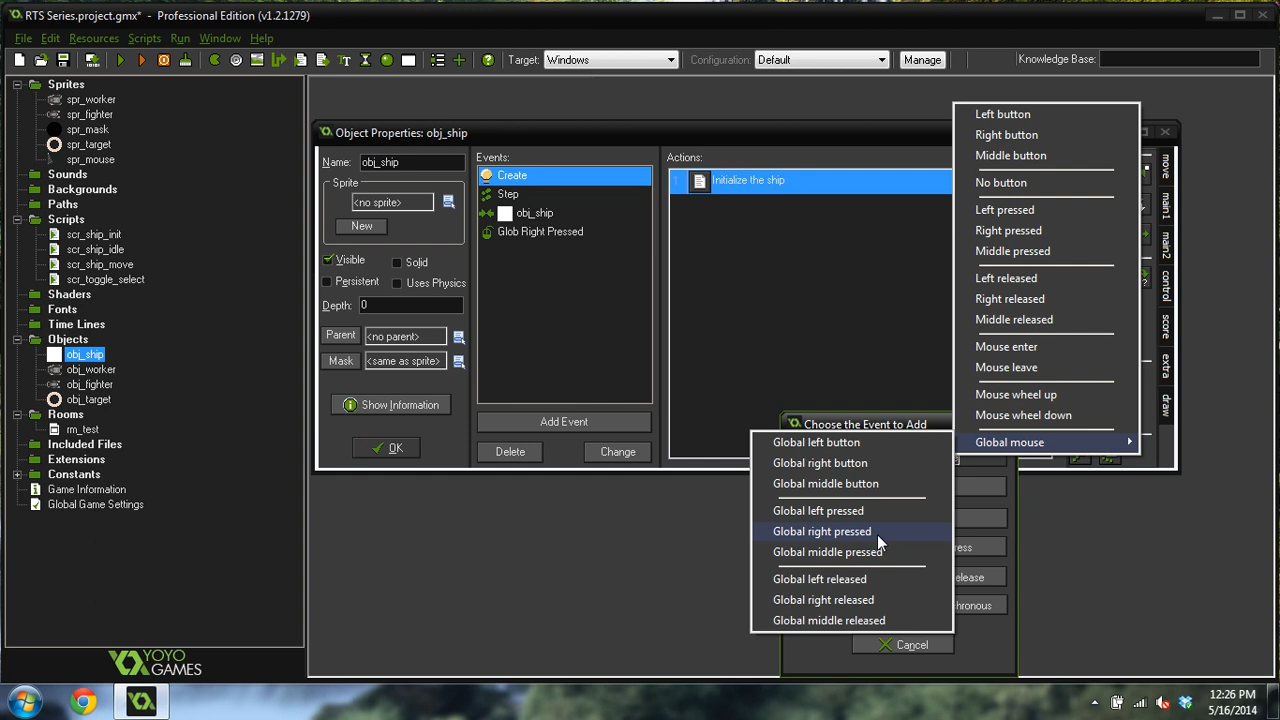 RTS Series.project.gmx* - Professional Edition (v1.2.1279)
File Edit Resources Scripts Run Window Help
Target: Windows Configuration: Default Manage Knowledge Base:
Sprites
spr_worker
spr_fighter
spr_mask
spr_target
spr_mouse
Sounds
Backgrounds
Paths
Scripts
scr_ship_init
scr_ship_idle
scr_ship_move
scr_toggle_select
Shaders
Fonts
Time Lines
Objects
obj_ship
obj_worker
obj_fighter
obj_target
Rooms
rm_test
Included Files
Extensions
Constants
Game Information
Global Game Settings
YOYO
GAMES
Object Properties: obj_ship
Name: obj_ship
Sprite
<no sprite>
New
Visible Solid
Persistent Uses Physics
Depth: 0
Parent <no parent>
Mask <same as sprite>
Show Information
OK
Events:
Create
Step
obj_ship
Glob Right Pressed
Add Event
Delete Change
Actions:
1 Initialize the ship
move
main1
main2
control
score
extra
draw
Left button
Right button
Middle button
No button
Left pressed
Right pressed
Middle pressed
Left released
Right released
Middle released
Mouse enter
Mouse leave
Mouse wheel up
Mouse wheel down
Global mouse
Choose the Event to Add
Global left button
Global right button
Global middle button
Global left pressed
Global right pressed
Global middle pressed
Global left released
Global right released
Global middle released
Cancel
12:26 PM
5/16/2014